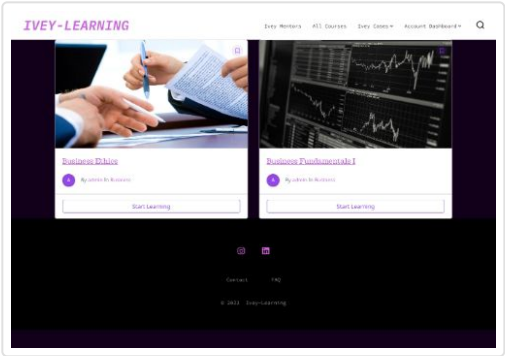 IVEY-LEARNING
Ivey Mentors All Courses Ivey Cases Account Dashboard
Business Ethics
A By admin In Business
Start Learning
Business Fundamentals I
A By admin In Business
Start Learning
Contact FAQ
© 2023 Ivey-Learning